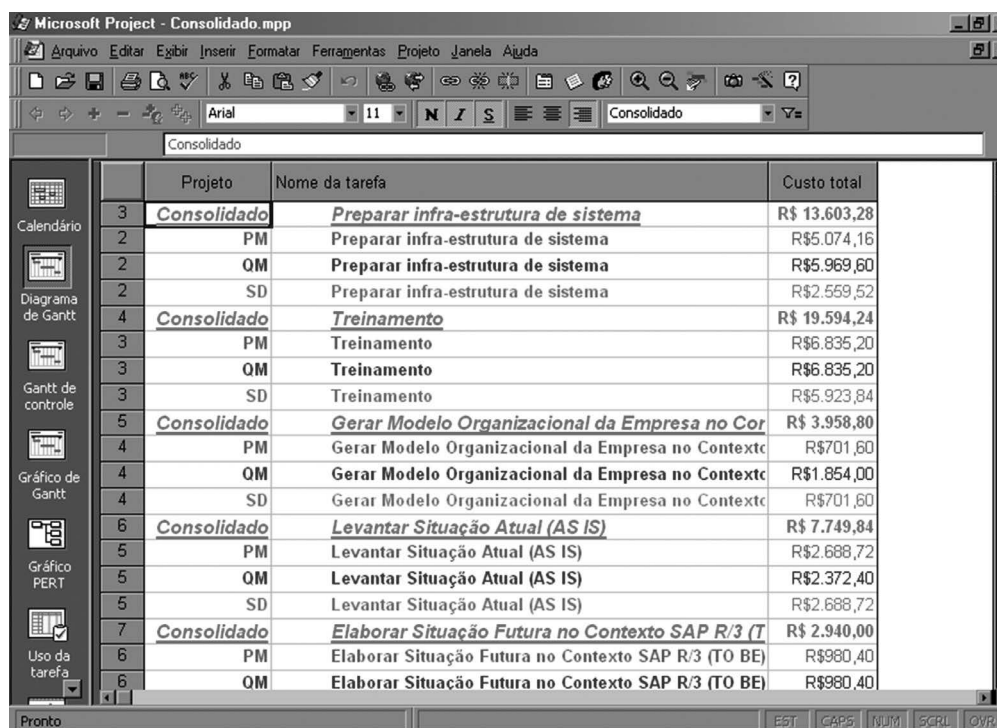 Microsoft Project - Consolidado.mpp
Arquivo Editar Exibir Inserir Formatar Ferramentas Projeto Janela Ajuda
Arial 11 N I S Consolidado
Consolidado
Projeto Nome da tarefa Custo total
3 Consolidado Preparar infra-estrutura de sistema R$ 13.603,28
2 PM Preparar infra-estrutura de sistema R$5.074,16
2 QM Preparar infra-estrutura de sistema R$5.969,60
2 SD Preparar infra-estrutura de sistema R$2.559,52
4 Consolidado Treinamento R$ 19.594,24
3 PM Treinamento R$6.835,20
3 QM Treinamento R$6.835,20
3 SD Treinamento R$5.923,84
5 Consolidado Gerar Modelo Organizacional da Empresa no Cor R$ 3.958,80
4 PM Gerar Modelo Organizacional da Empresa no Contexto R$701,60
4 QM Gerar Modelo Organizacional da Empresa no Contexto R$1.854,00
4 SD Gerar Modelo Organizacional da Empresa no Contexto R$701,60
6 Consolidado Levantar Situação Atual (AS IS) R$ 7.749,84
5 PM Levantar Situação Atual (AS IS) R$2.688,72
5 QM Levantar Situação Atual (AS IS) R$2.372,40
5 SD Levantar Situação Atual (AS IS) R$2.688,72
7 Consolidado Elaborar Situação Futura no Contexto SAP R/3 (T R$ 2.940,00
6 PM Elaborar Situação Futura no Contexto SAP R/3 (TO BE) R$980,40
6 QM Elaborar Situação Futura no Contexto SAP R/3 (TO BE) R$980,40
Calendário
Diagrama
de Gantt
Gantt de
controle
Gráfico de
Gantt
Gráfico
PERT
Uso da
tarefa
Pronto EST CAPS NUM SCRL OVR